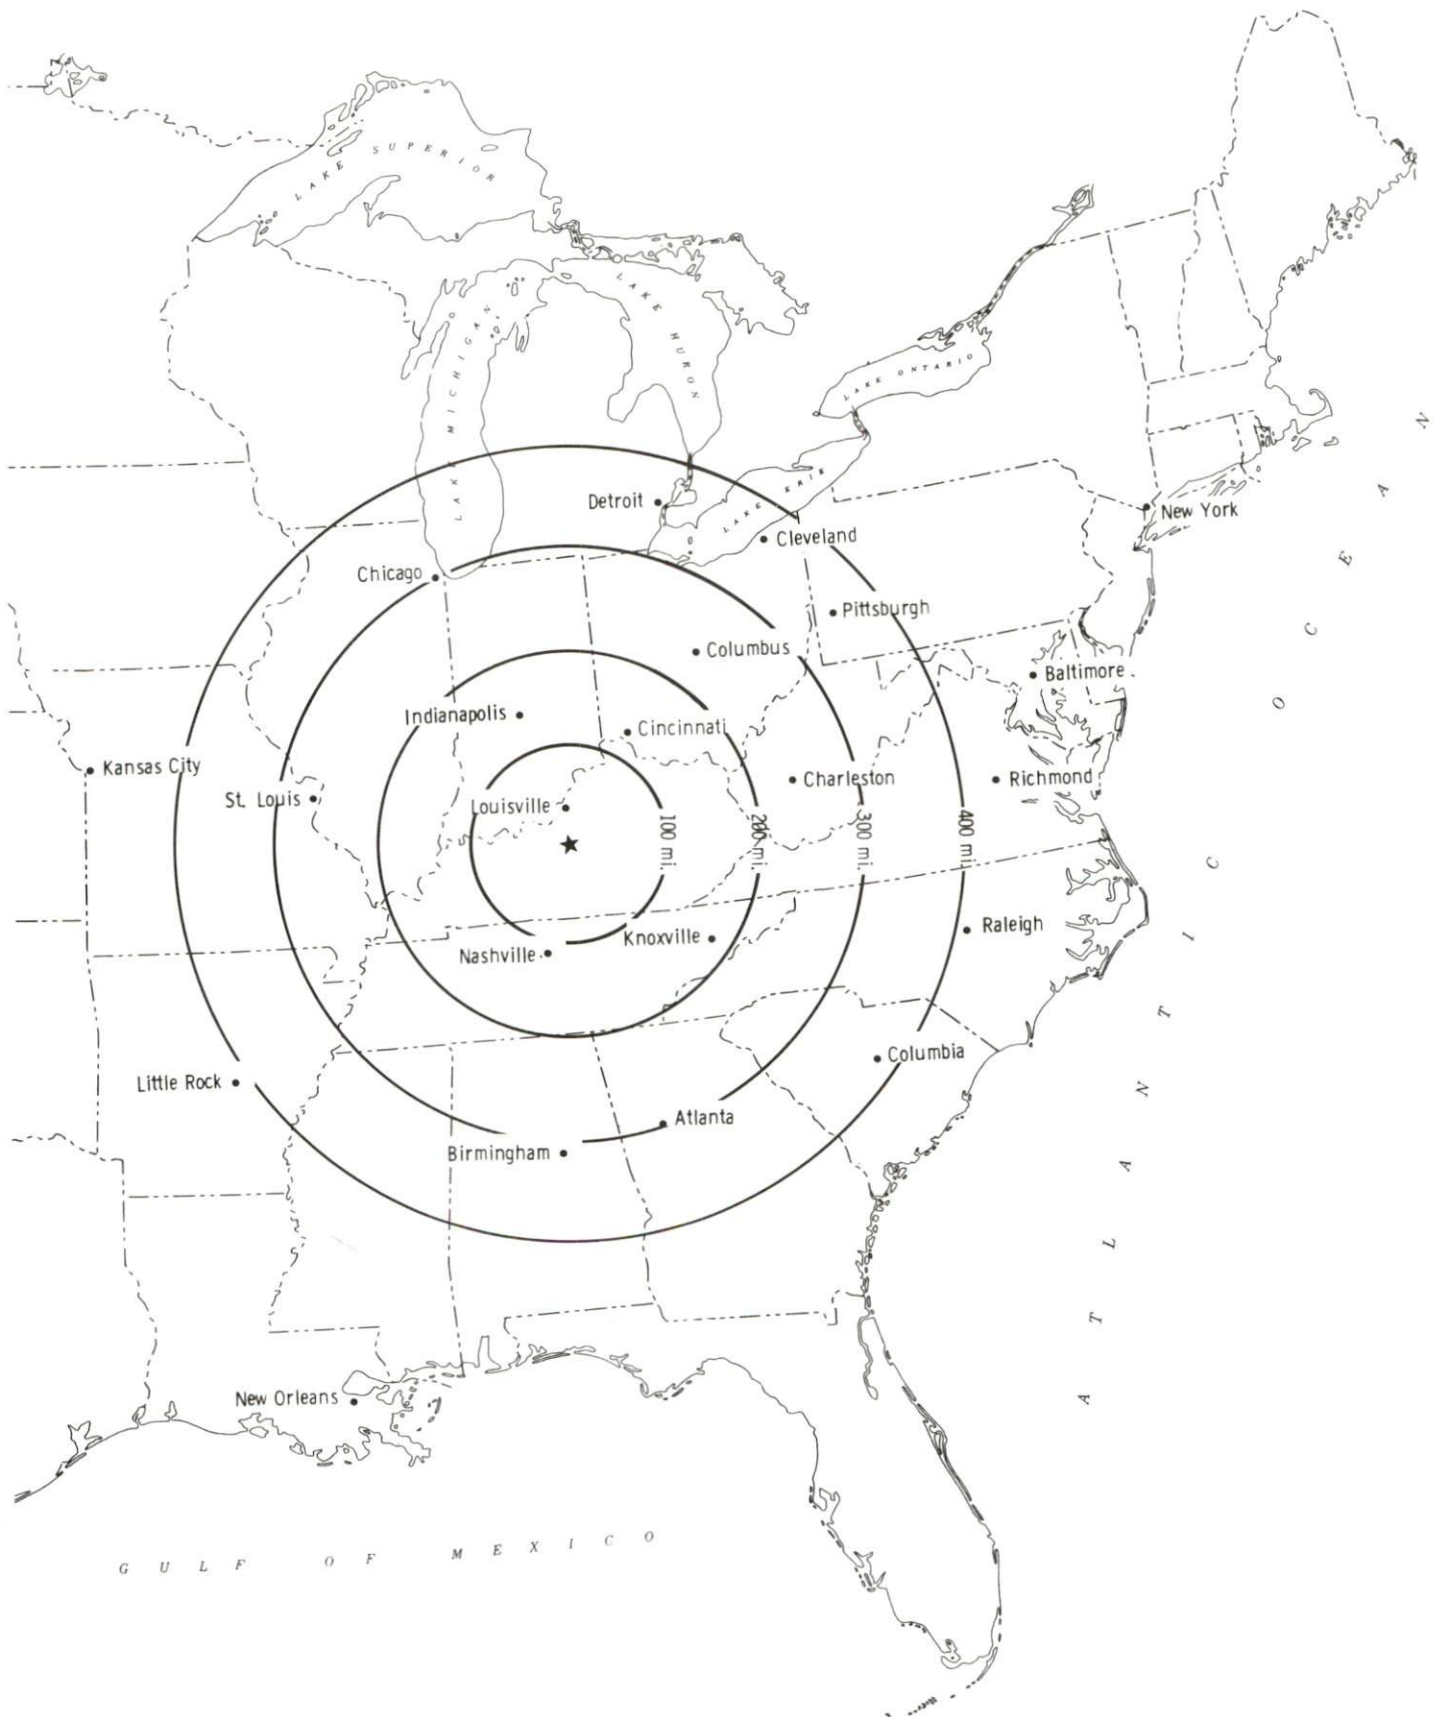 LAKE SUPERIOR
LAKE MICHIGAN
LAKE HURON
LAKE ONTARIO
LAKE ERIE
Detroit
Cleveland
New York
Chicago
Pittsburgh
Columbus
Baltimore
Indianapolis
Cincinnati
Kansas City
Charleston
Richmond
St. Louis
Louisville
100 mi.
200 mi.
300 mi.
400 mi.
Raleigh
Knoxville
Nashville
Columbia
Little Rock
Atlanta
Birmingham
New Orleans
ATLANTIC OCEAN
GULF OF MEXICO